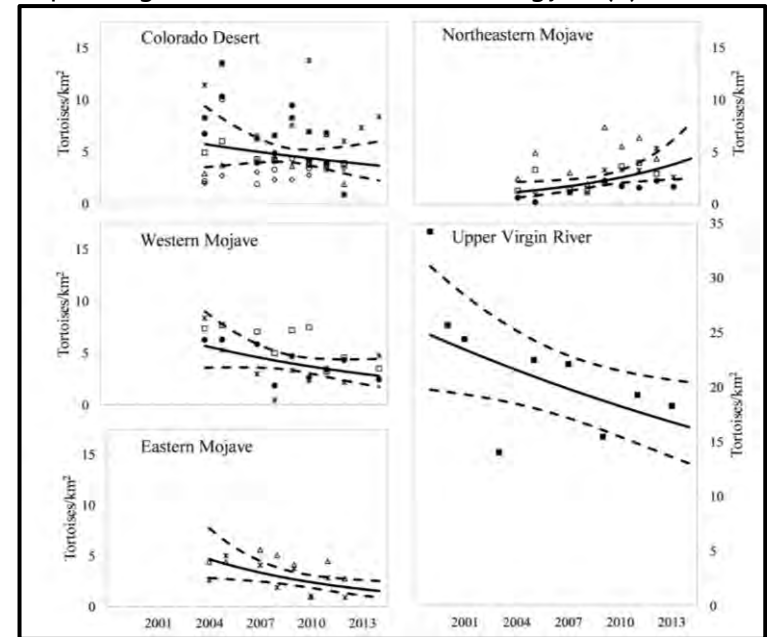 Colorado Desert
Tortoises/km²
15
10
5
0
Northeastern Mojave
Tortoises/km²
15
10
5
0
Western Mojave
Tortoises/km²
15
10
5
0
Upper Virgin River
Tortoises/km²
35
30
25
20
15
10
5
0
Eastern Mojave
Tortoises/km²
15
10
5
0
2001 2004 2007 2010 2013
2001 2004 2007 2010 2013